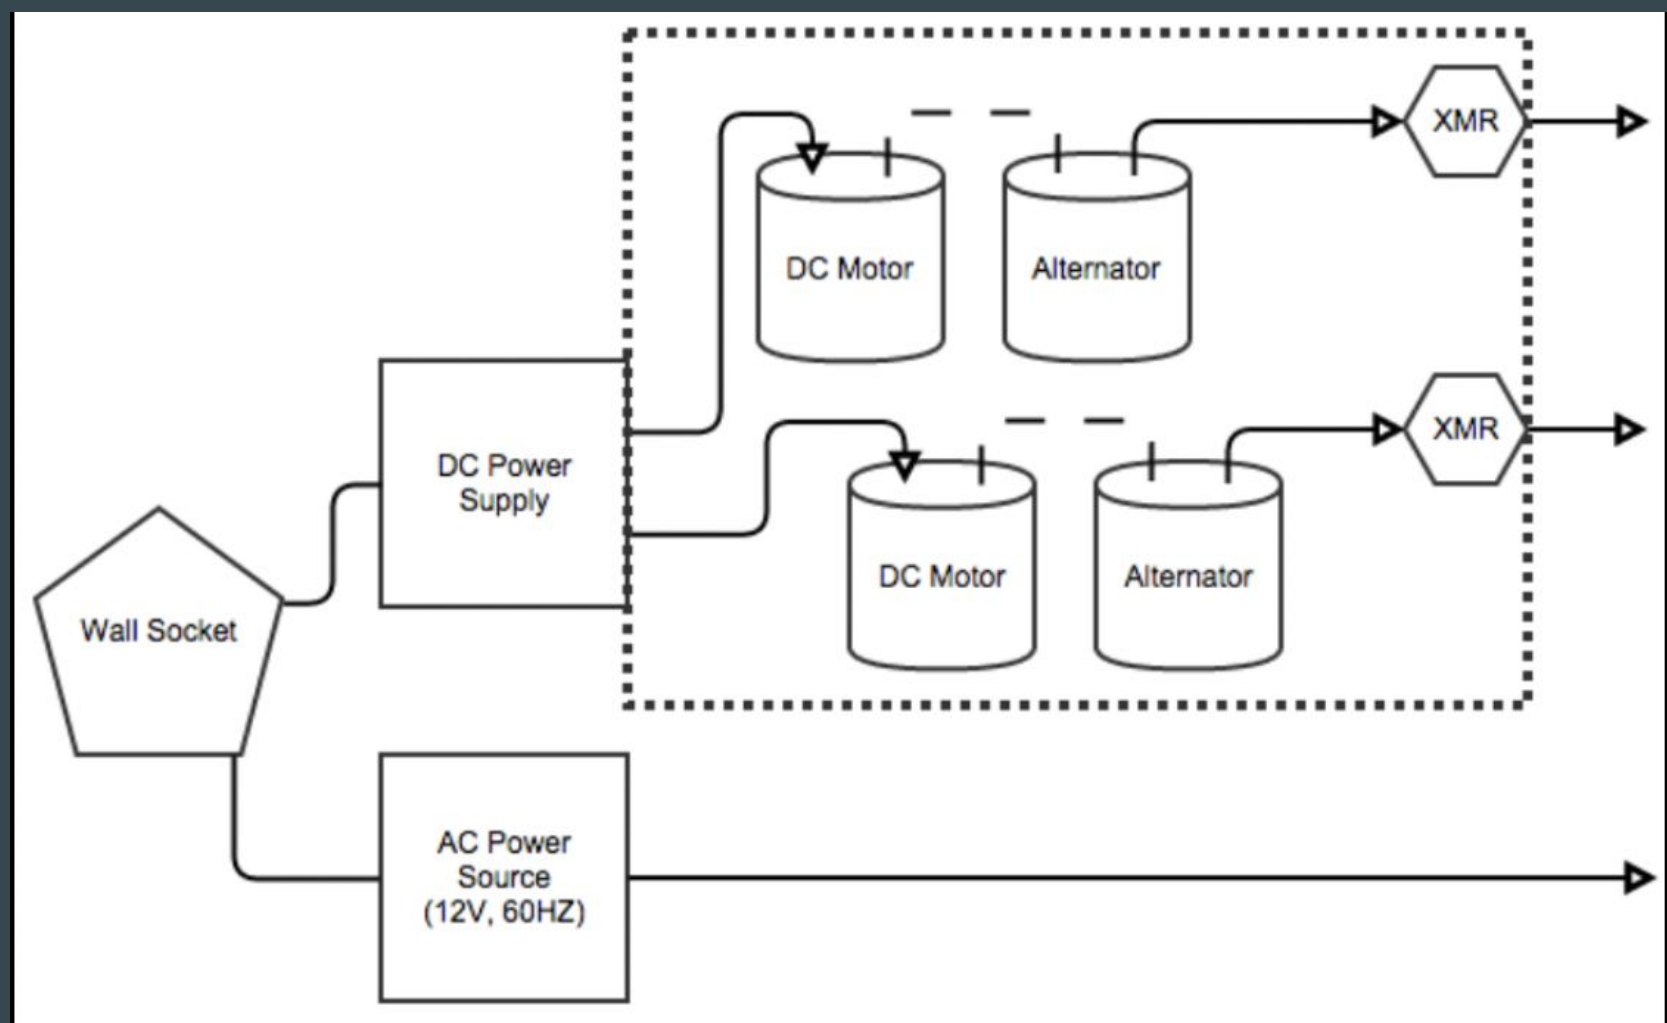 XMR
DC Motor
Alternator
XMR
DC Power
Supply
DC Motor
Alternator
Wall Socket
AC Power
Source
(12V, 60HZ)